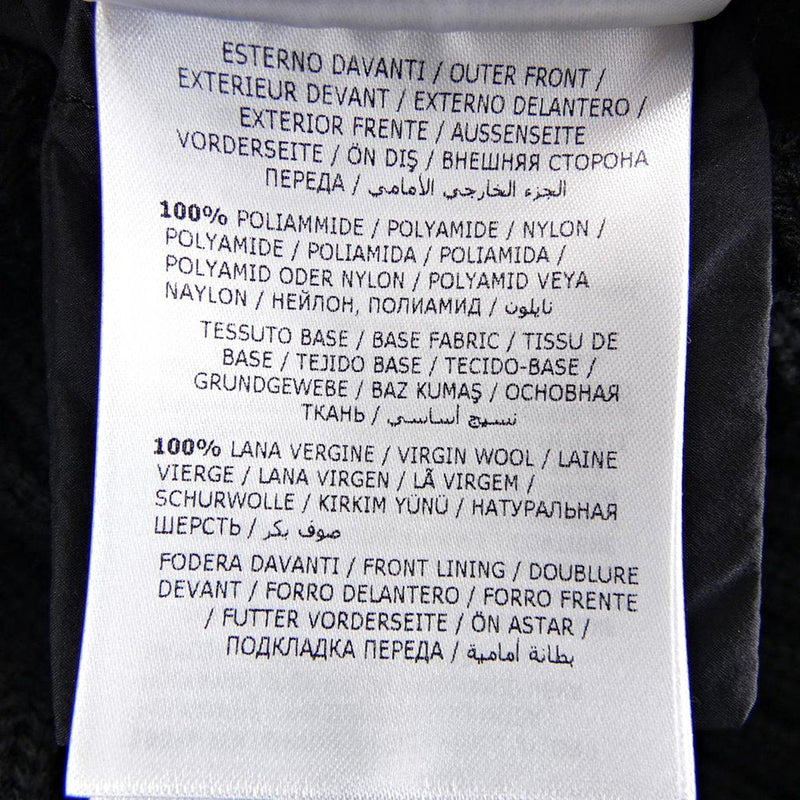 ESTERNO DAVANTI / OUTER FRONT /
EXTERIEUR DEVANT / EXTERNO DELANTERO /
EXTERIOR FRENTE / AUSSENSEITE
VORDERSEITE / ÖN DIŞ / ВНЕШНЯЯ СТОРОНА
ПЕРЕДА / الجزء الخارجي الأمامي
100% POLIAMMIDE / POLYAMIDE / NYLON /
POLYAMIDE / POLIAMIDA / POLIAMIDA /
POLYAMID ODER NYLON / POLYAMID VEYA
NAYLON / НЕЙЛОН, ПОЛИАМИД / نايلون
TESSUTO BASE / BASE FABRIC / TISSU DE
BASE / TEJIDO BASE / TECIDO-BASE /
GRUNDGEWEBE / BAZ KUMAŞ / ОСНОВНАЯ
ТКАНЬ / نسيج أساسي
100% LANA VERGINE / VIRGIN WOOL / LAINE
VIERGE / LANA VIRGEN / LÃ VIRGEM /
SCHURWOLLE / KIRKIM YÜNÜ / НАТУРАЛЬНАЯ
ШЕРСТЬ / صوف بكر
FODERA DAVANTI / FRONT LINING / DOUBLURE
DEVANT / FORRO DELANTERO / FORRO FRENTE
/ FUTTER VORDERSEITE / ÖN ASTAR /
ПОДКЛАДКА ПЕРЕДА / بطانة أمامية